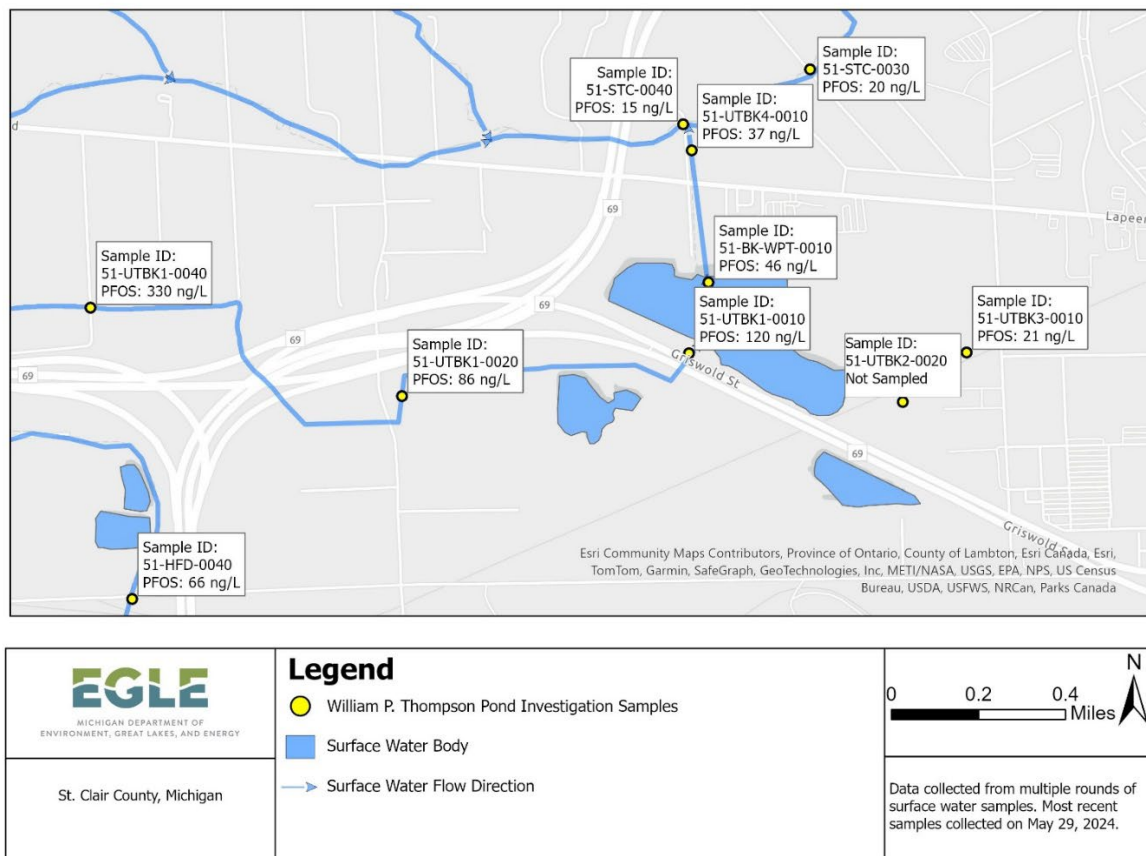 Sample ID:
51-STC-0030
PFOS: 20 ng/L
Sample ID:
51-STC-0040
PFOS: 15 ng/L
Sample ID:
51-UTBK4-0010
PFOS: 37 ng/L
d
69
Lapeer
69
Sample ID:
51-BK-WPT-0010
PFOS: 46 ng/L
Sample ID:
51-UTBK1-0040
PFOS: 330 ng/L
69
Sample ID:
51-UTBK1-0010
PFOS: 120 ng/L
Sample ID:
51-UTBK3-0010
PFOS: 21 ng/L
69
Sample ID:
51-UTBK1-0020
PFOS: 86 ng/L
Griswold St
Sample ID:
51-UTBK2-0020
Not Sampled
69
69
Griswold St
Sample ID:
51-HFD-0040
PFOS: 66 ng/L
Esri Community Maps Contributors, Province of Ontario, County of Lambton, Esri Canada, Esri,
TomTom, Garmin, SafeGraph, GeoTechnologies, Inc, METI/NASA, USGS, EPA, NPS, US Census
Bureau, USDA, USFWS, NRCan, Parks Canada
EGLE
MICHIGAN DEPARTMENT OF
ENVIRONMENT, GREAT LAKES, AND ENERGY
St. Clair County, Michigan
Legend
William P. Thompson Pond Investigation Samples
Surface Water Body
Surface Water Flow Direction
0 0.2 0.4
Miles
N
Data collected from multiple rounds of
surface water samples. Most recent
samples collected on May 29, 2024.